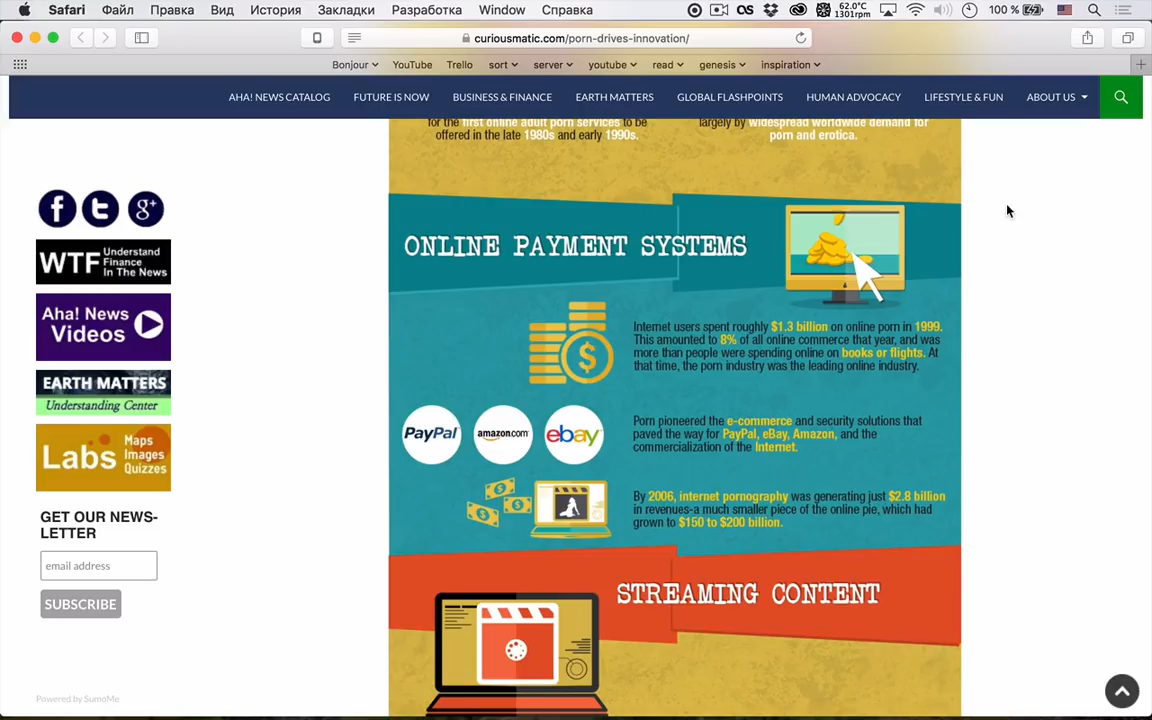 Safari Файл Правка Вид История Закладки Разработка Window Справка
62.0°C
1301rpm
100 %
curiousmatic.com/porn-drives-innovation/
Bonjour YouTube Trello sort server youtube read genesis inspiration
AHA! NEWS CATALOG FUTURE IS NOW BUSINESS & FINANCE EARTH MATTERS GLOBAL FLASHPOINTS HUMAN ADVOCACY LIFESTYLE & FUN ABOUT US
for the first online adult porn services to be
offered in the late 1980s and early 1990s.
largely by widespread worldwide demand for
porn and erotica.
WTF Understand
Finance
In The News
Aha! News
Videos
EARTH MATTERS
Understanding Center
Labs Maps
Images
Quizzes
GET OUR NEWS-
LETTER
email address
SUBSCRIBE
Powered by SumoMe
ONLINE PAYMENT SYSTEMS
Internet users spent roughly $1.3 billion on online porn in 1999.
This amounted to 8% of all online commerce that year, and was
more than people were spending online on books or flights. At
that time, the porn industry was the leading online industry.
PayPal amazon.com ebay
Porn pioneered the e-commerce and security solutions that
paved the way for PayPal, eBay, Amazon, and the
commercialization of the Internet.
By 2006, internet pornography was generating just $2.8 billion
in revenues-a much smaller piece of the online pie, which had
grown to $150 to $200 billion.
STREAMING CONTENT